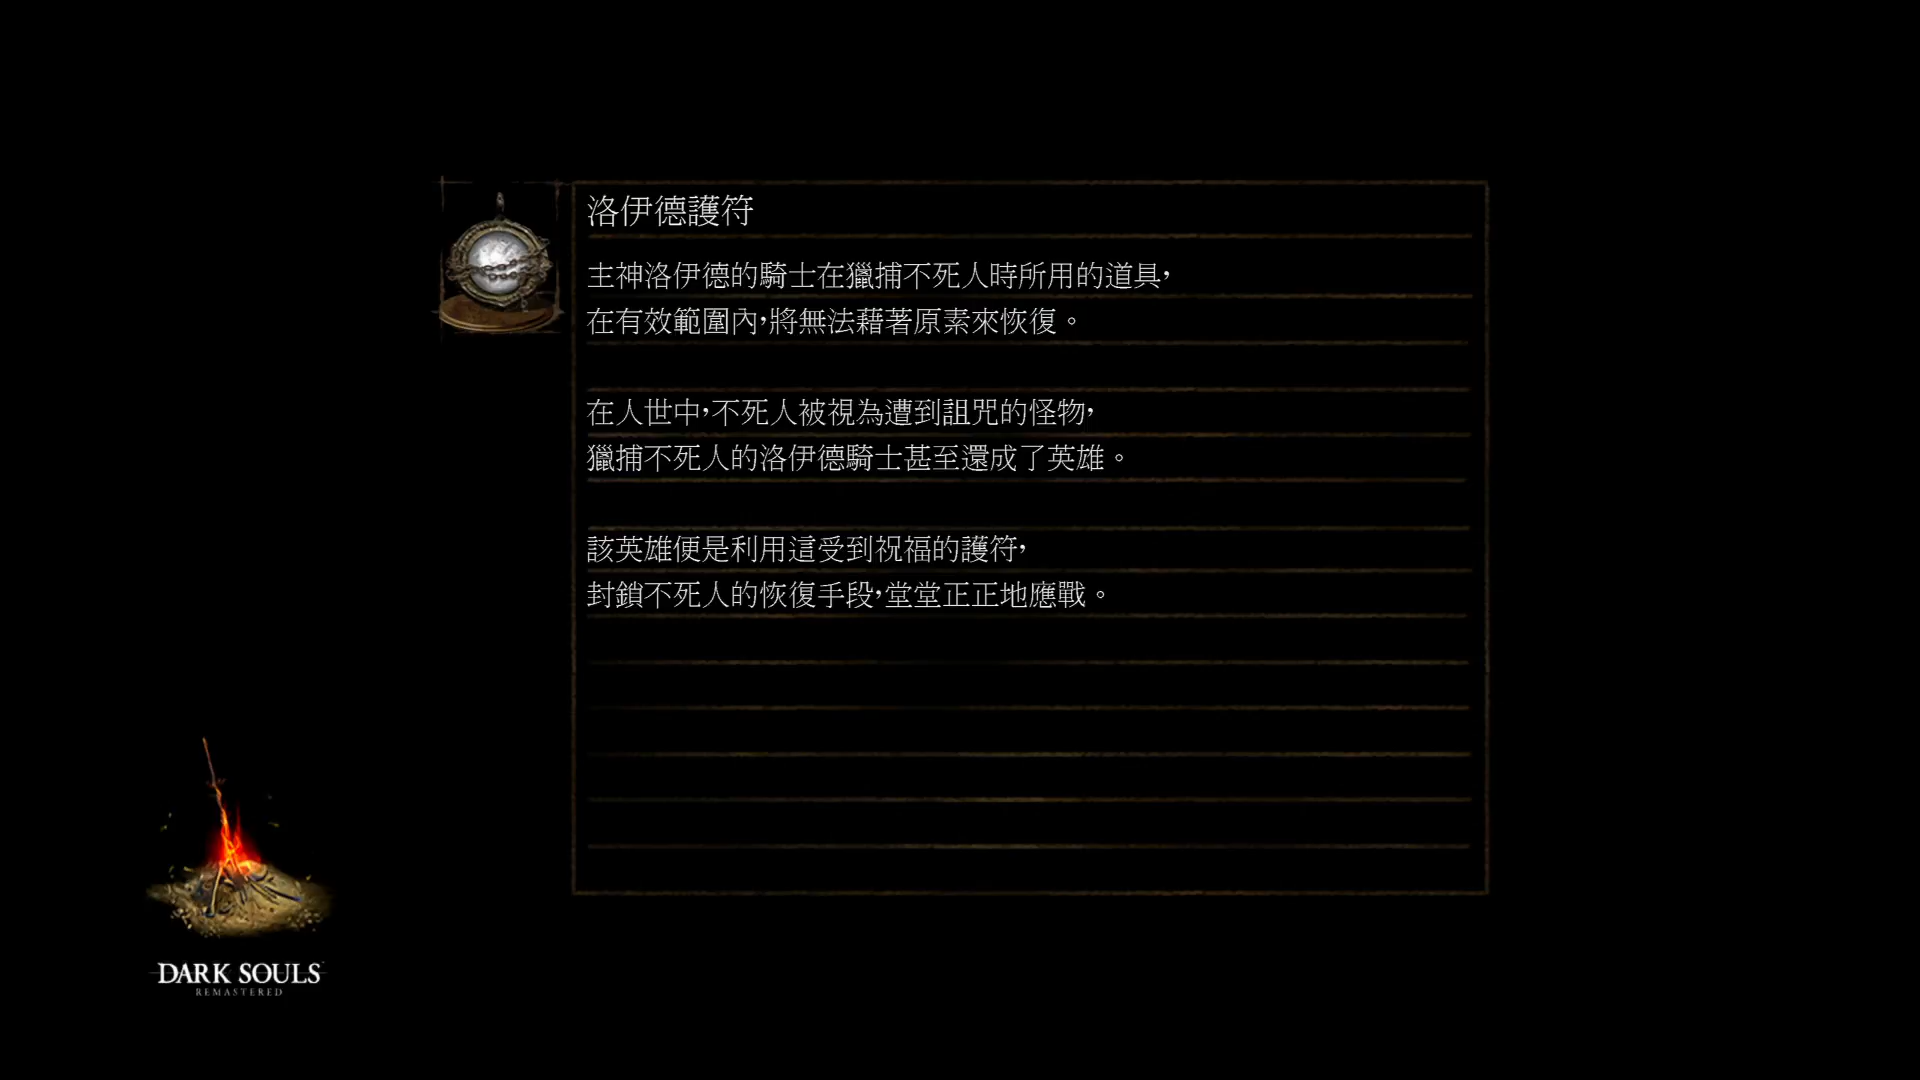 洛伊德護符
主神洛伊德的騎士在獵捕不死人時所用的道具，
在有效範圍內，將無法藉著原素來恢復。
在人世中，不死人被視為遭到詛咒的怪物，
獵捕不死人的洛伊德騎士甚至還成了英雄。
該英雄便是利用這受到祝福的護符，
封鎖不死人的恢復手段，堂堂正正地應戰。
DARK SOULS
REMASTERED